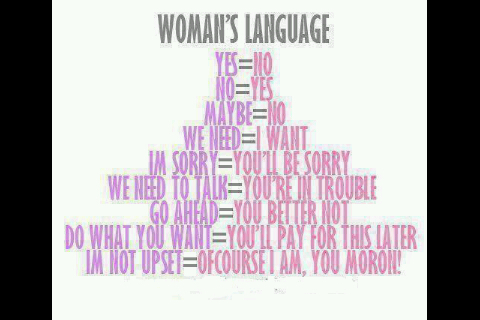 WOMAN'S LANGUAGE
YES=NO
NO=YES
MAYBE=NO
WE NEED=I WANT
IM SORRY=YOU'LL BE SORRY
WE NEED TO TALK=YOU'RE IN TROUBLE
GO AHEAD=YOU BETTER NOT
DO WHAT YOU WANT=YOU'LL PAY FOR THIS LATER
IM NOT UPSET=OFCOURSE I AM, YOU MORON!